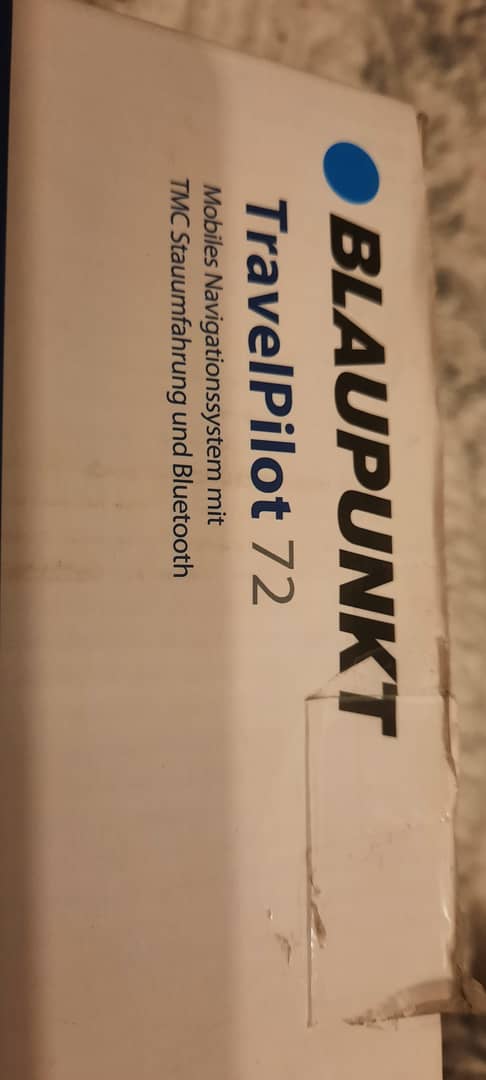 BLAUPUNKT
TravelPilot 72
Mobiles Navigationssystem mit
TMC Stauumfahrung und Bluetooth